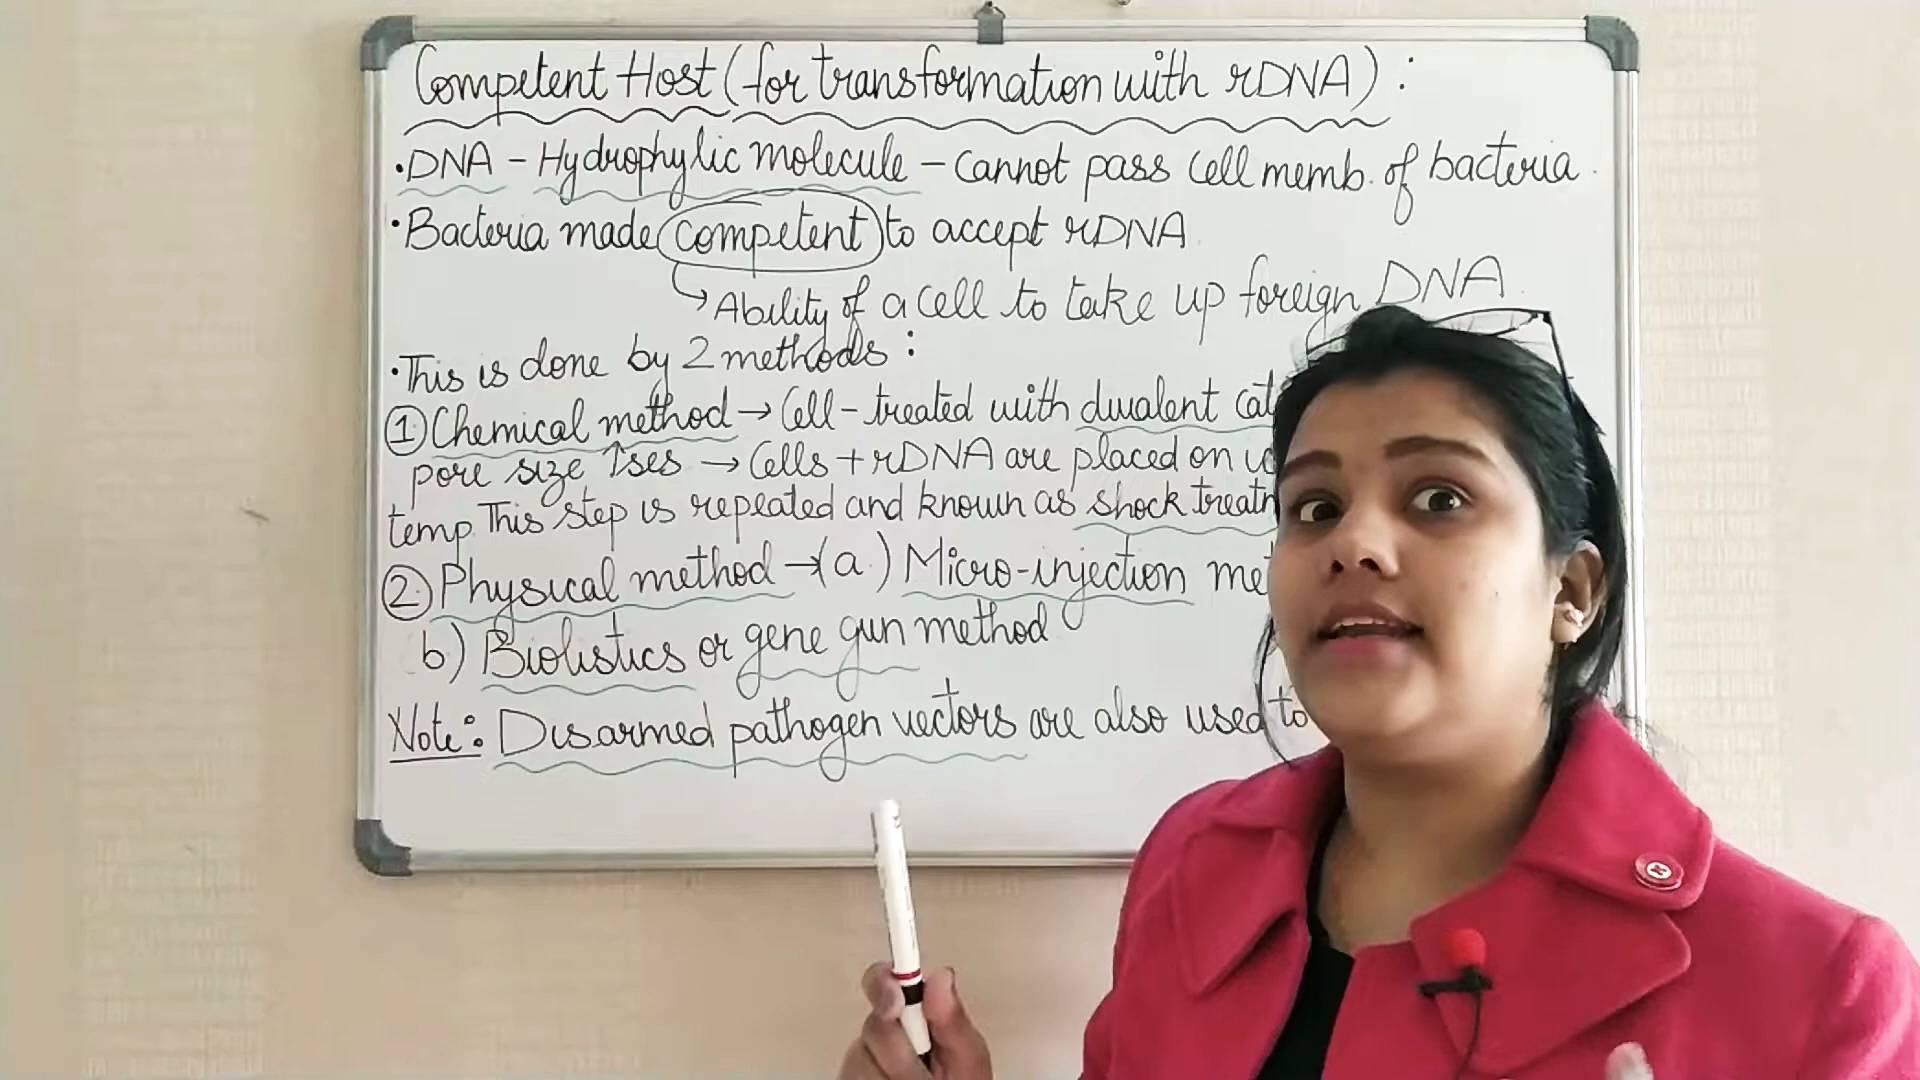 Competent Host (for transformation with rDNA) :
• DNA - Hydrophylic molecule - Cannot pass cell memb. of bacteria.
• Bacteria made competent to accept rDNA
↳ Ability of a cell to take up foreign DNA.
• This is done by 2 methods :
① Chemical method → Cell - treated with divalent
pore size ↑ses → Cells + rDNA are placed on
temp This step is repeated and known as shock
② Physical method → (a.) Micro-injection
b) Biolistics or gene gun method
Note: Disarmed pathogen vectors are also used to